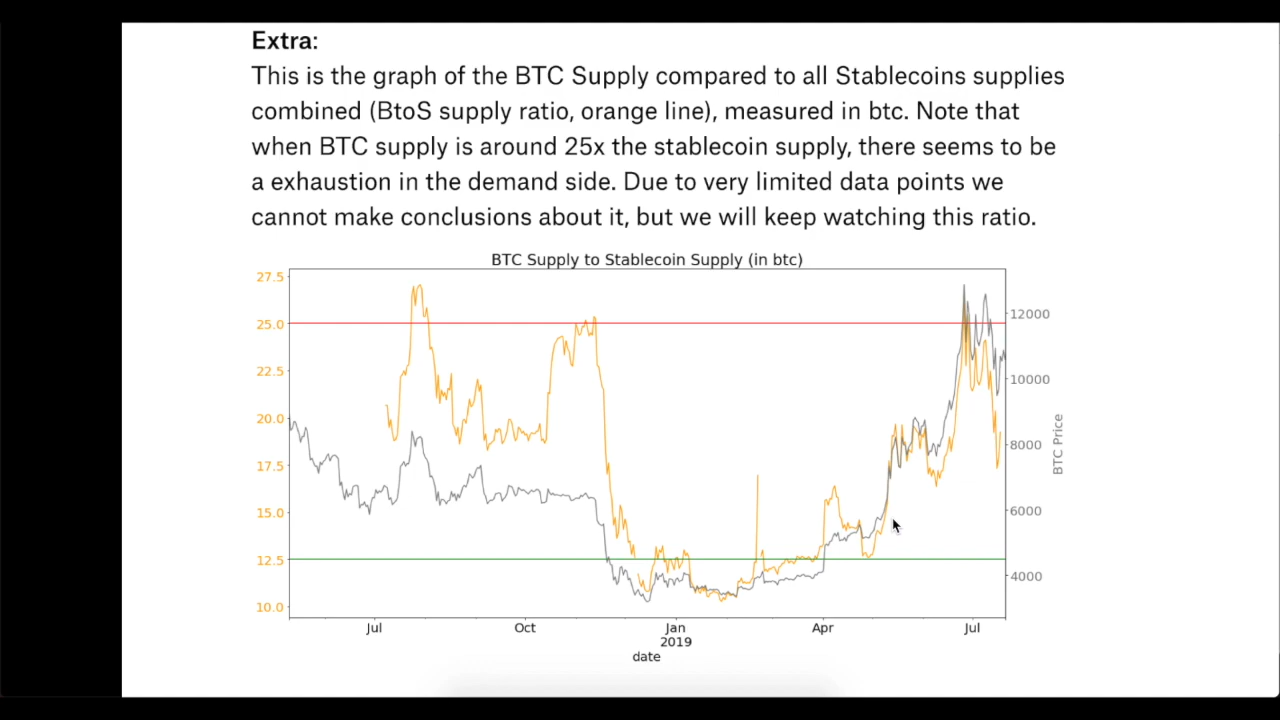 Extra:
This is the graph of the BTC Supply compared to all Stablecoins supplies
combined (BtoS supply ratio, orange line), measured in btc. Note that
when BTC supply is around 25x the stablecoin supply, there seems to be
a exhaustion in the demand side. Due to very limited data points we
cannot make conclusions about it, but we will keep watching this ratio.
BTC Supply to Stablecoin Supply (in btc)
27.5
25.0
22.5
20.0
17.5
15.0
12.5
10.0
12000
10000
8000
6000
4000
BTC Price
Jul
Oct
Jan
2019
Apr
Jul
date